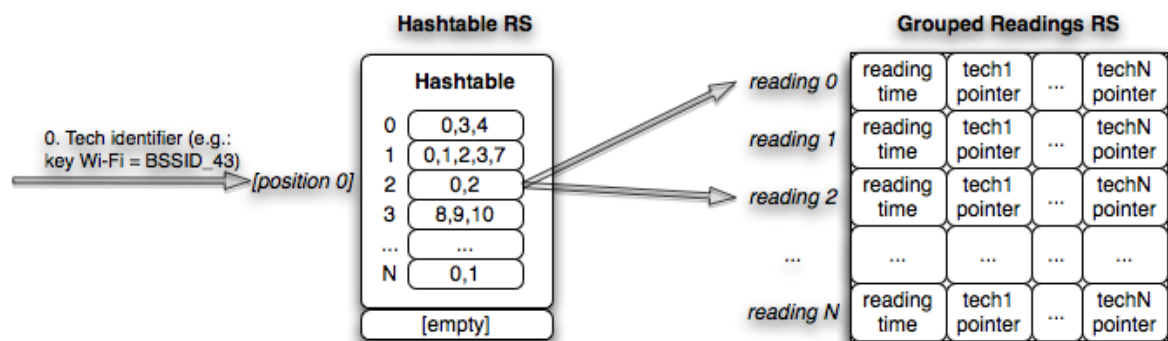 Hashtable RS
Grouped Readings RS
0. Tech identifier (e.g.:
key Wi-Fi = BSSID_43)
[position 0]
Hashtable
0 0,3,4
1 0,1,2,3,7
2 0,2
3 8,9,10
... ...
N 0,1
[empty]
reading 0
reading
time
tech1
pointer
...
techN
pointer
reading 1
reading
time
tech1
pointer
...
techN
pointer
reading 2
reading
time
tech1
pointer
...
techN
pointer
...
... ... ... ...
reading N
reading
time
tech1
pointer
...
techN
pointer